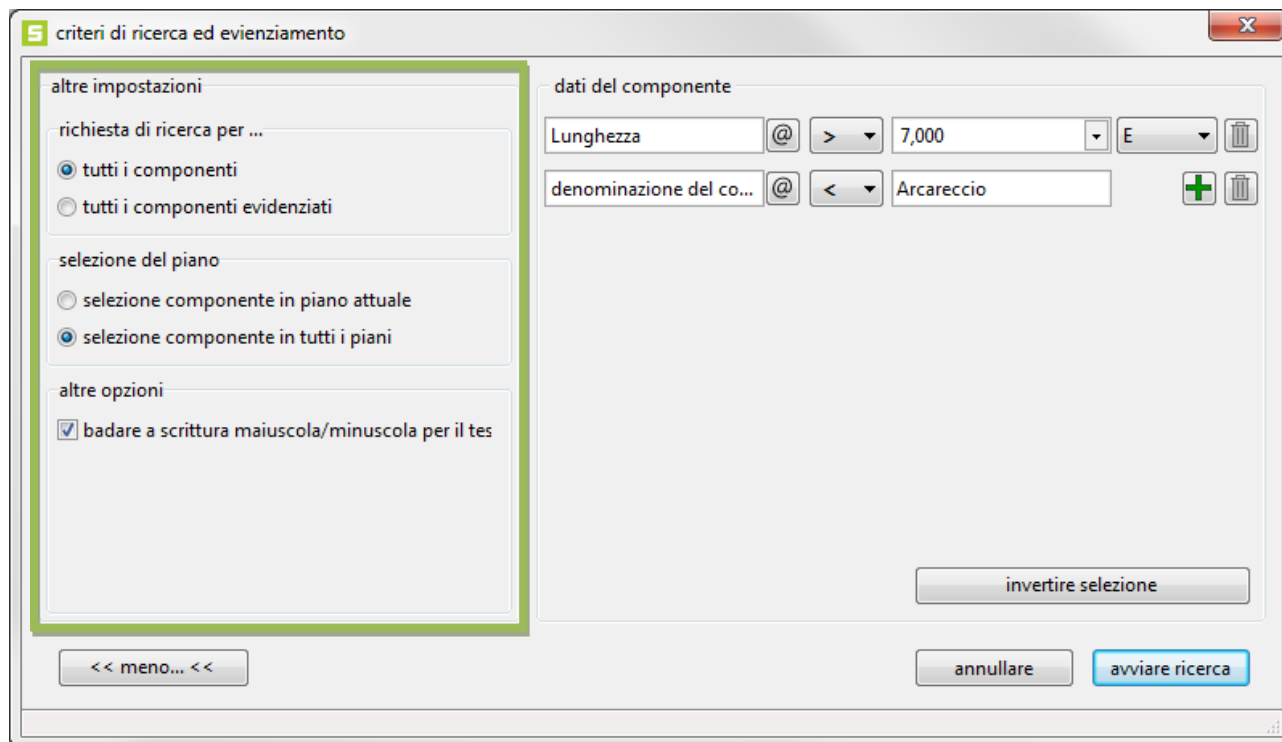 S criteri di ricerca ed evienziamento
altre impostazioni
richiesta di ricerca per ...
tutti i componenti
tutti i componenti evidenziati
selezione del piano
selezione componente in piano attuale
selezione componente in tutti i piani
altre opzioni
badare a scrittura maiuscola/minuscola per il tes
dati del componente
Lunghezza @ > 7,000 E
denominazione del co... @ < Arcareccio
invertire selezione
<< meno... <<
annullare
avviare ricerca